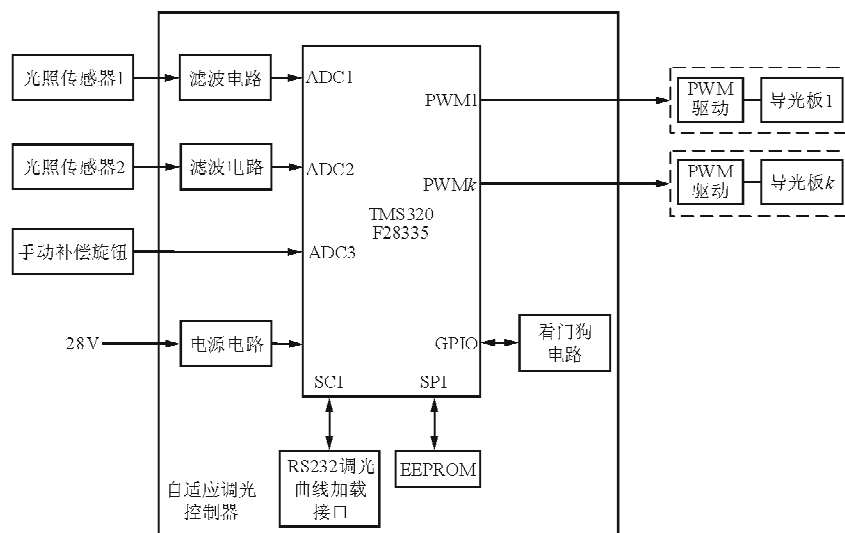 光照传感器1
滤波电路
ADC1
PWM1
PWM
驱动
导光板1
光照传感器2
滤波电路
ADC2
PWMk
PWM
驱动
导光板k
TMS320
F28335
手动补偿旋钮
ADC3
28V
电源电路
GPIO
看门狗
电路
SCI
SPI
RS232调光
曲线加载
接口
EEPROM
自适应调光
控制器